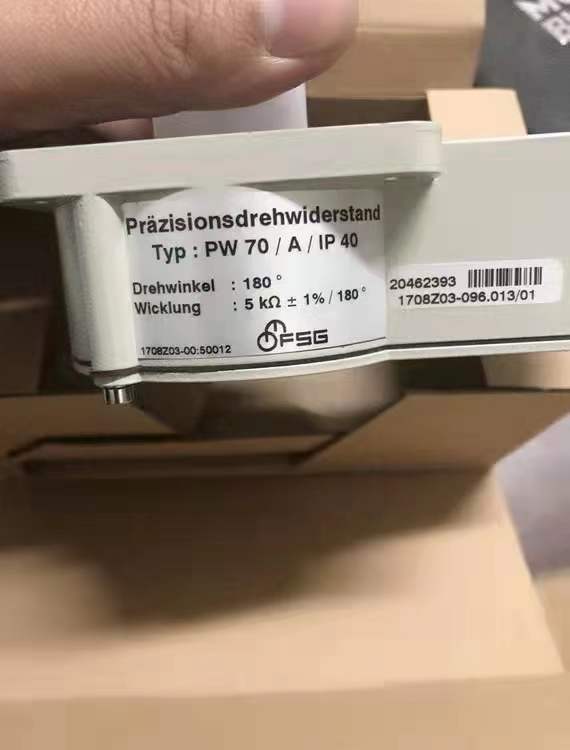 Präzisionsdrehwiderstand
Typ : PW 70 / A / IP 40
Drehwinkel : 180 °
Wicklung : 5 kΩ ± 1% / 180°
FSG
1708Z03-00:50012
20462393
1708Z03-096.013/01